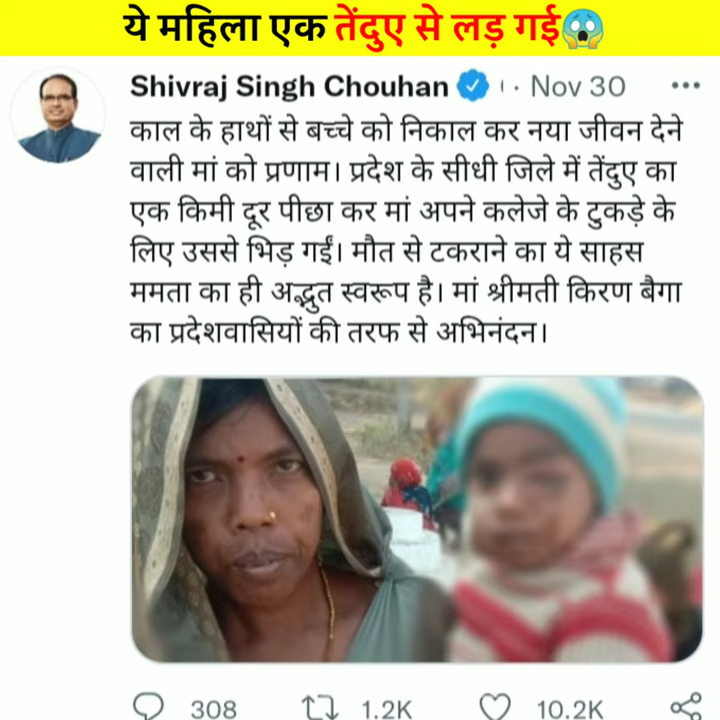 ये महिला एक तेंदुए से लड़ गई😱
Shivraj Singh Chouhan · Nov 30
काल के हाथों से बच्चे को निकाल कर नया जीवन देने
वाली मां को प्रणाम। प्रदेश के सीधी जिले में तेंदुए का
एक किमी दूर पीछा कर मां अपने कलेजे के टुकड़े के
लिए उससे भिड़ गईं। मौत से टकराने का ये साहस
ममता का ही अद्भुत स्वरूप है। मां श्रीमती किरण बैगा
का प्रदेशवासियों की तरफ से अभिनंदन।
308 1.2K 10.2K